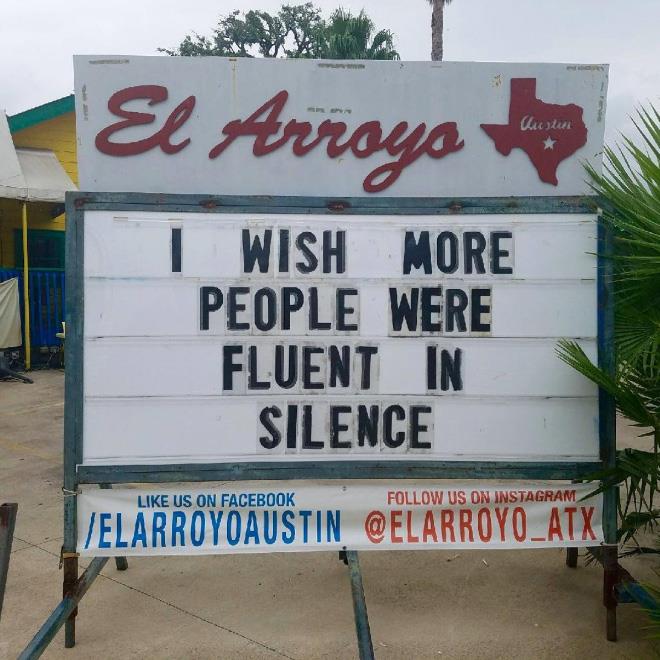 El Arroyo
Austin
I WISH MORE
PEOPLE WERE
FLUENT IN
SILENCE
LIKE US ON FACEBOOK
/ELARROYOAUSTIN
FOLLOW US ON INSTAGRAM
@ELARROYO_ATX